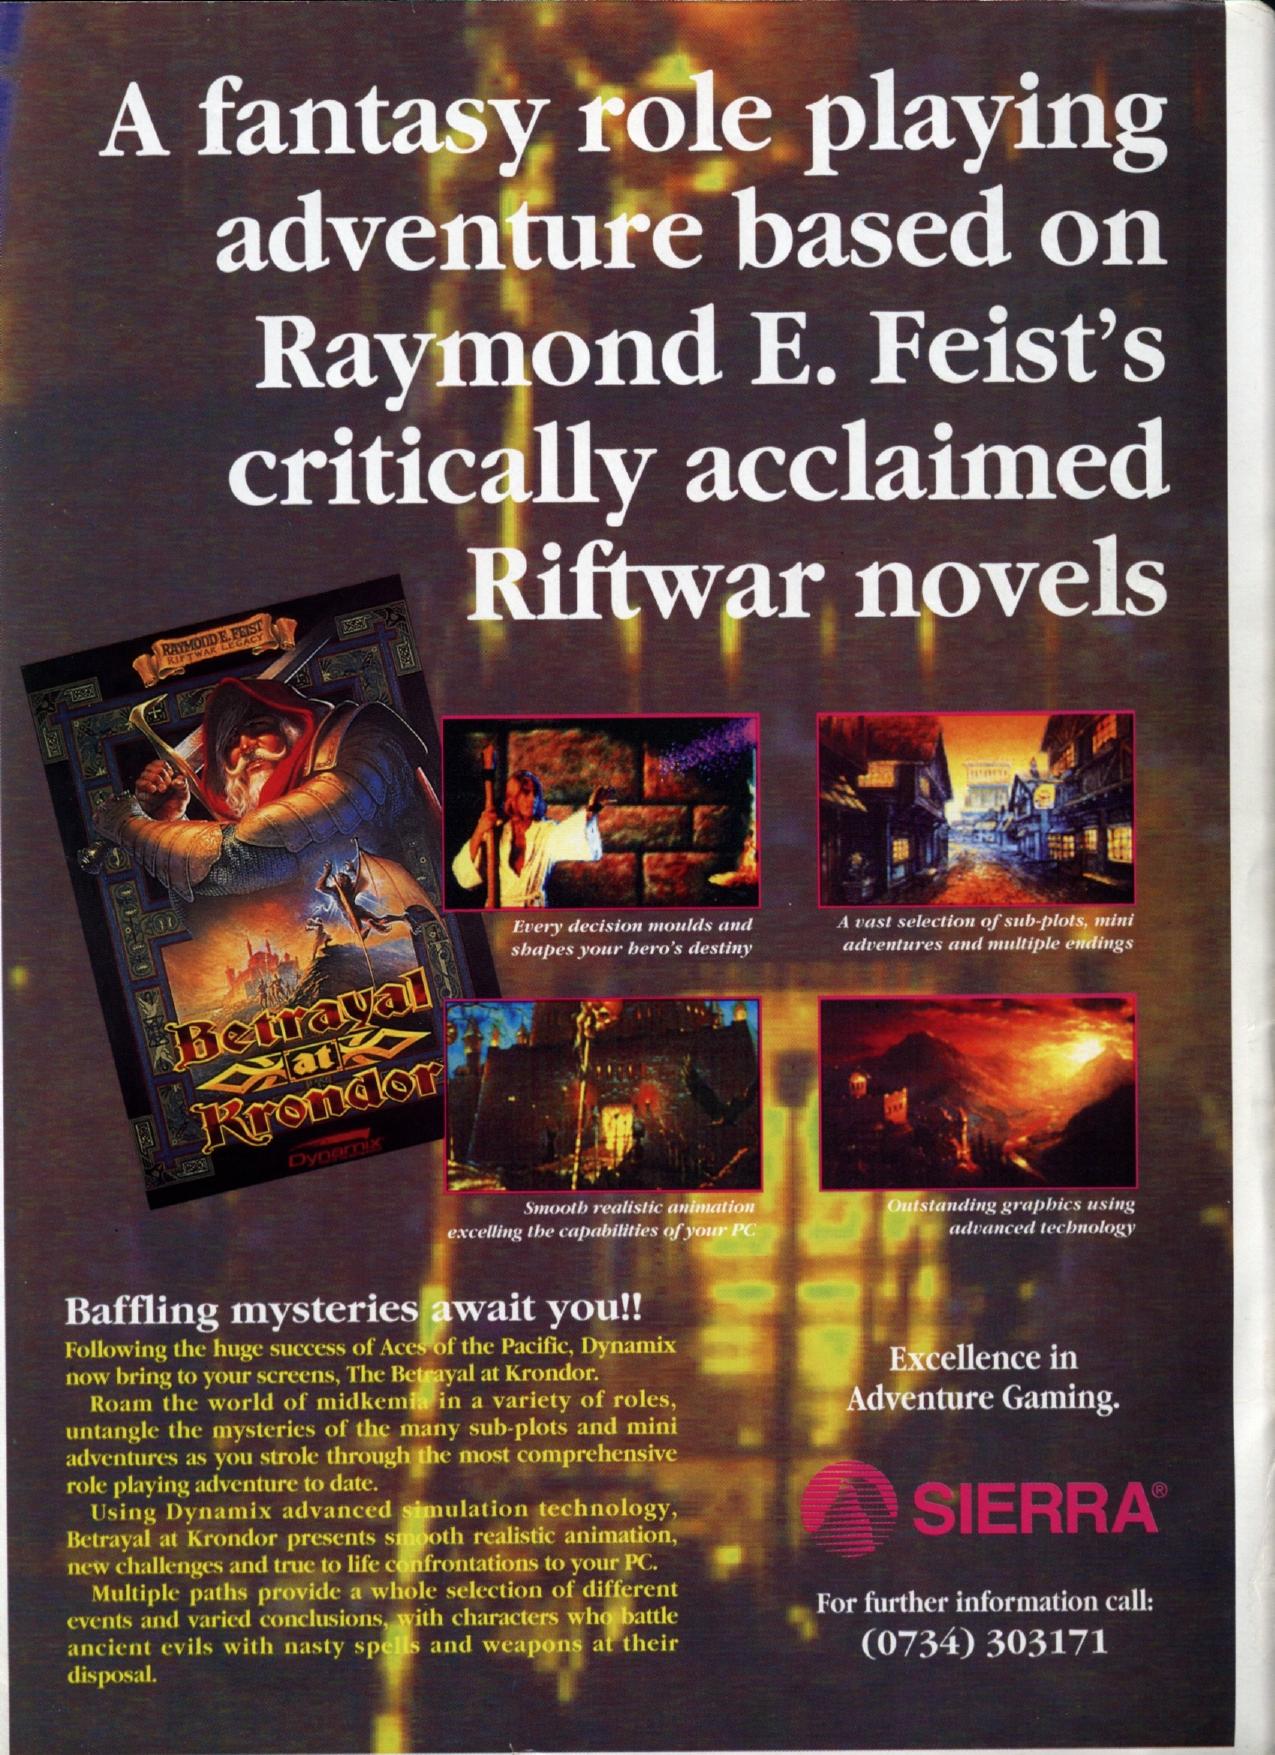 A fantasy role playing
adventure based on
Raymond E. Feist's
critically acclaimed
Riftwar novels
RAYMOND E. FEIST
RIFTWAR LEGACY
Betrayal
at
Krondor
Dynamix
Every decision moulds and
shapes your hero's destiny
A vast selection of sub-plots, mini
adventures and multiple endings
Smooth realistic animation
excelling the capabilities of your PC
Outstanding graphics using
advanced technology
Baffling mysteries await you!!
Following the huge success of Aces of the Pacific, Dynamix
now bring to your screens, The Betrayal at Krondor.
Roam the world of midkemia in a variety of roles,
untangle the mysteries of the many sub-plots and mini
adventures as you strole through the most comprehensive
role playing adventure to date.
Using Dynamix advanced simulation technology,
Betrayal at Krondor presents smooth realistic animation,
new challenges and true to life confrontations to your PC.
Multiple paths provide a whole selection of different
events and varied conclusions, with characters who battle
ancient evils with nasty spells and weapons at their
disposal.
Excellence in
Adventure Gaming.
SIERRA®
For further information call:
(0734) 303171